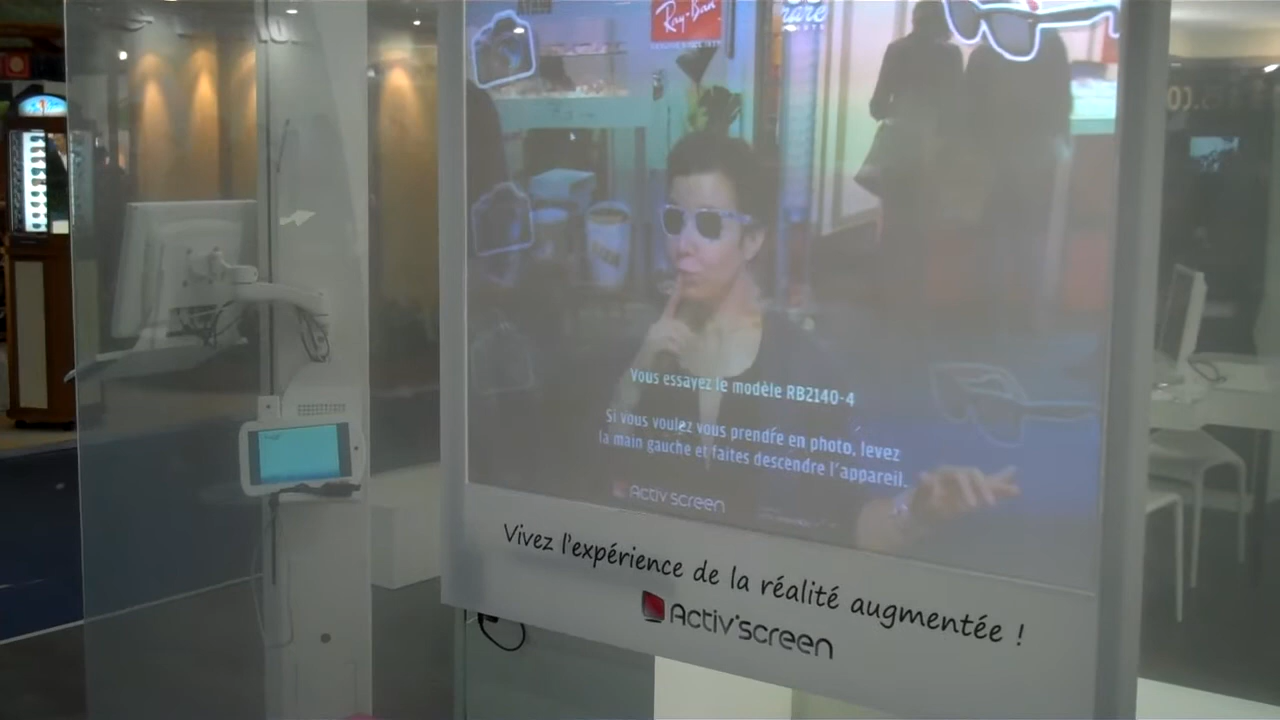 Ray-Ban
rare
Vous essayez le modèle RB2140-4
Si vous voulez vous prendre en photo, levez
la main gauche et faites descendre l'appareil.
Activ'screen
Vivez l'expérience de la réalité augmentée !
Activ'screen